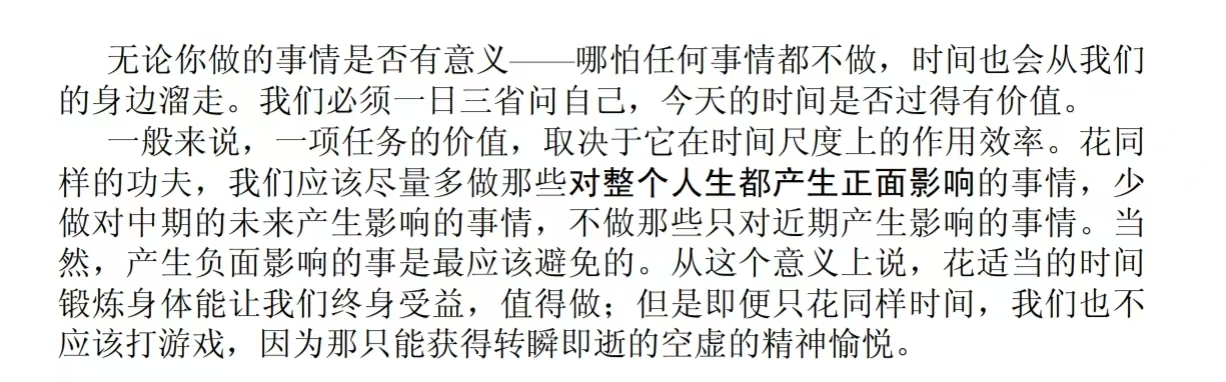 无论你做的事情是否有意义——哪怕任何事情都不做，时间也会从我们
的身边溜走。我们必须一日三省问自己，今天的时间是否过得有价值。
一般来说，一项任务的价值，取决于它在时间尺度上的作用效率。花同
样的功夫，我们应该尽量多做那些对整个人生都产生正面影响的事情，少
做对中期的未来产生影响的事情，不做那些只对近期产生影响的事情。当
然，产生负面影响的事是最应该避免的。从这个意义上说，花适当的时间
锻炼身体能让我们终身受益，值得做；但是即便只花同样时间，我们也不
应该打游戏，因为那只能获得转瞬即逝的空虚的精神愉悦。